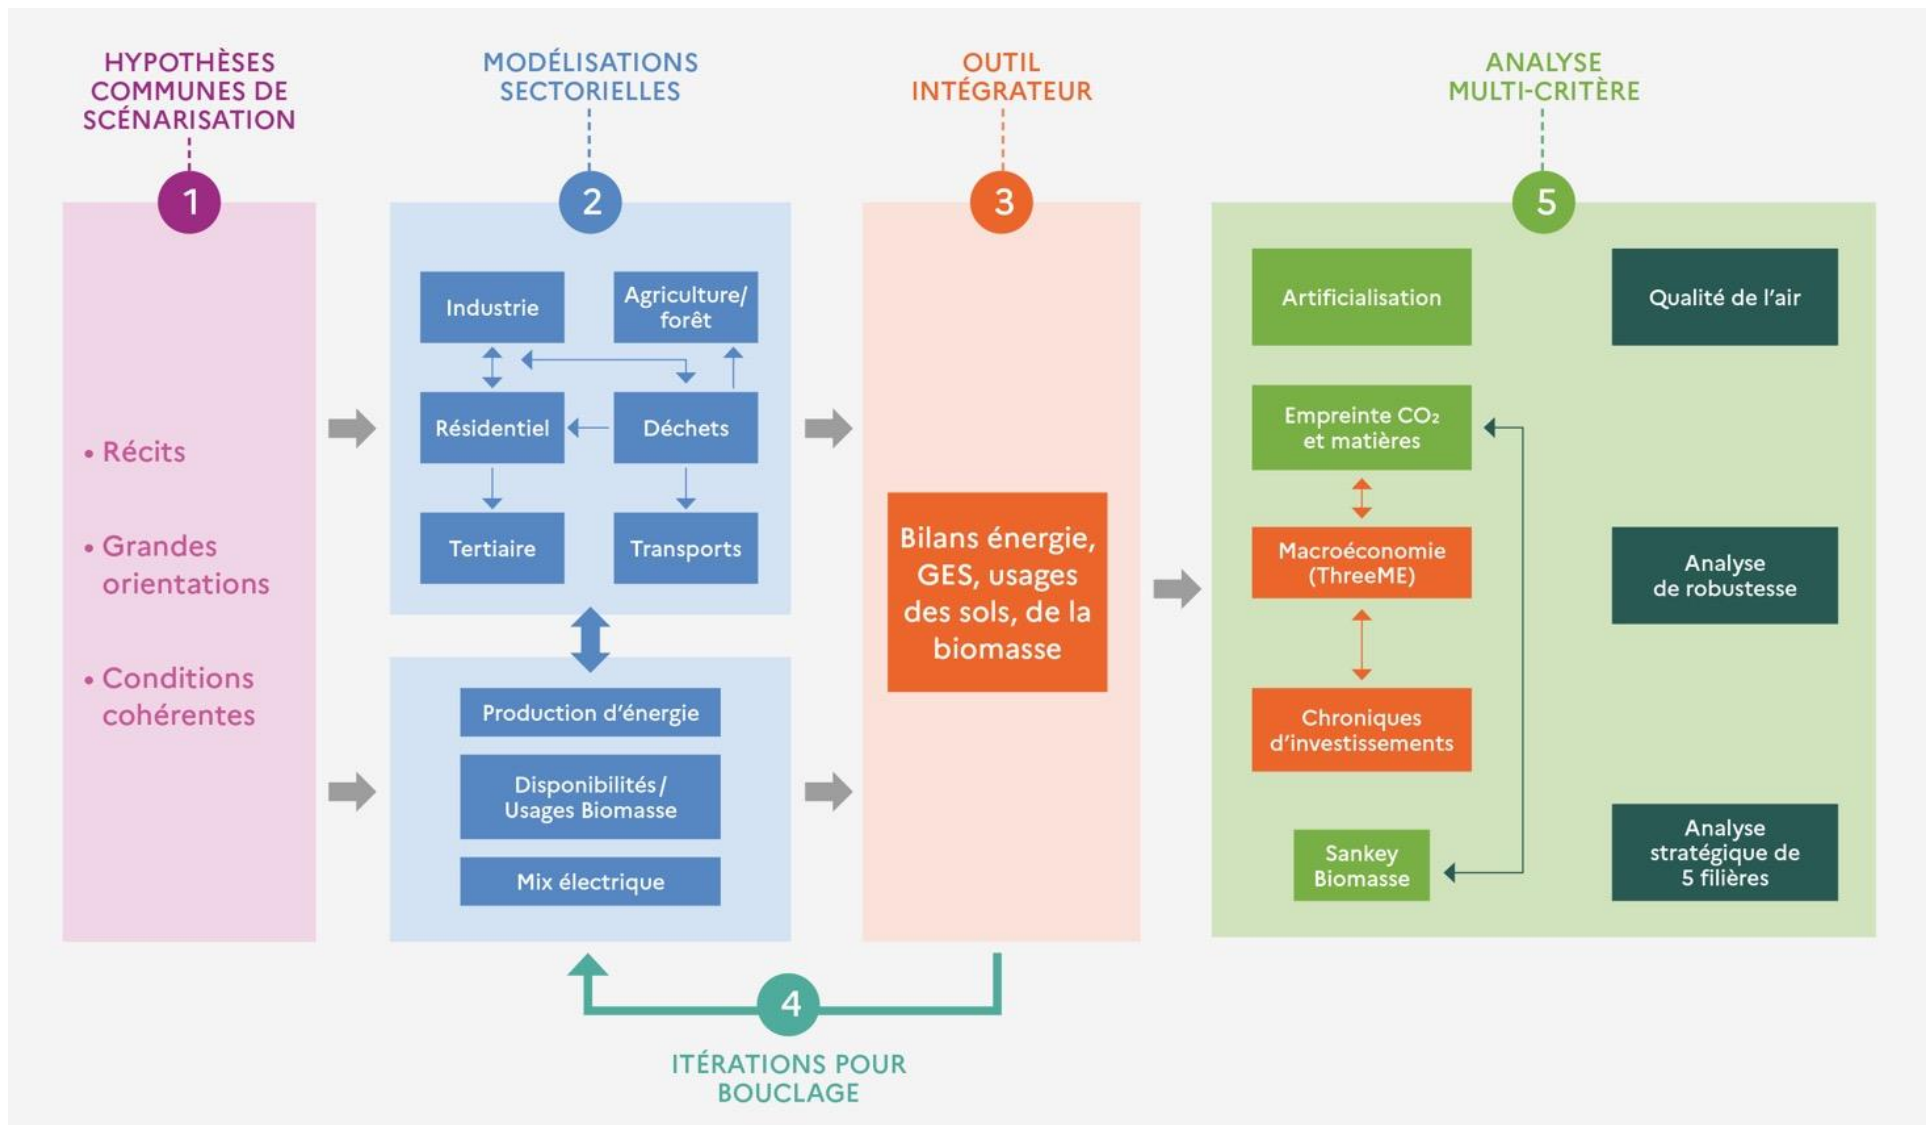 HYPOTHÈSES
COMMUNES DE
SCÉNARISATION
1
• Récits
• Grandes
orientations
• Conditions
cohérentes
MODÉLISATIONS
SECTORIELLES
2
Industrie
Agriculture/
forêt
Résidentiel
Déchets
Tertiaire
Transports
Production d’énergie
Disponibilités/
Usages Biomasse
Mix électrique
OUTIL
INTÉGRATEUR
3
Bilans énergie,
GES, usages
des sols, de la
biomasse
4
ITÉRATIONS POUR
BOUCLAGE
ANALYSE
MULTI-CRITÈRE
5
Artificialisation
Qualité de l’air
Empreinte CO₂
et matières
Macroéconomie
(ThreeME)
Analyse
de robustesse
Chroniques
d’investissements
Sankey
Biomasse
Analyse
stratégique de
5 filières